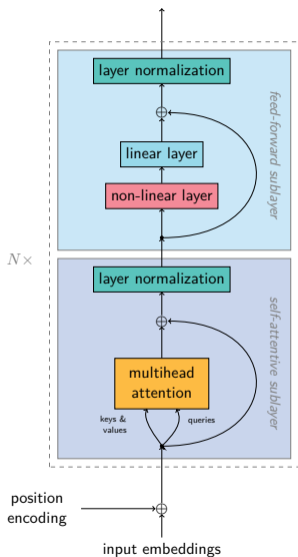 layer normalization
⊕
linear layer
non-linear layer
feed-forward sublayer
N×
layer normalization
⊕
multihead
attention
keys &
values
queries
self-attentive sublayer
position
encoding
⊕
input embeddings